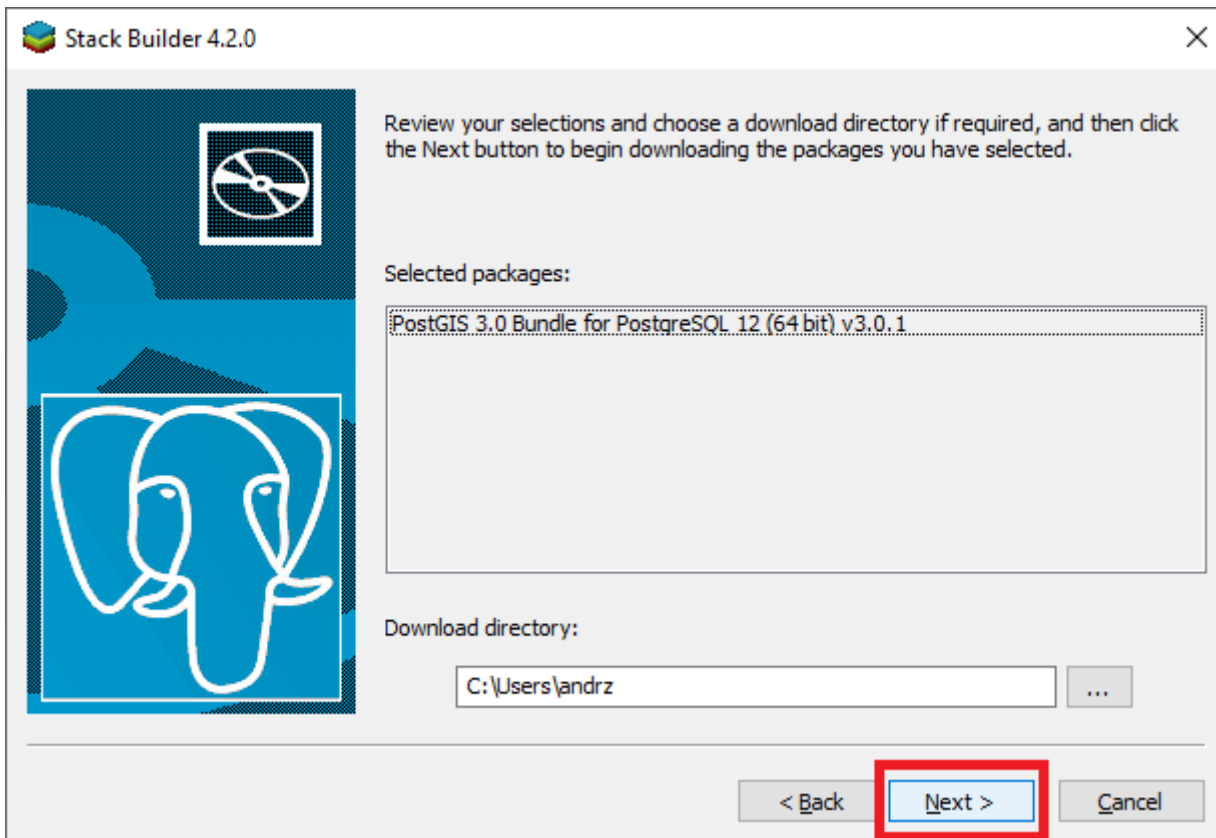 Stack Builder 4.2.0
Review your selections and choose a download directory if required, and then click
the Next button to begin downloading the packages you have selected.
Selected packages:
PostGIS 3.0 Bundle for PostgreSQL 12 (64 bit) v3.0.1
Download directory:
C:\Users\andrz
...
< Back
Next >
Cancel